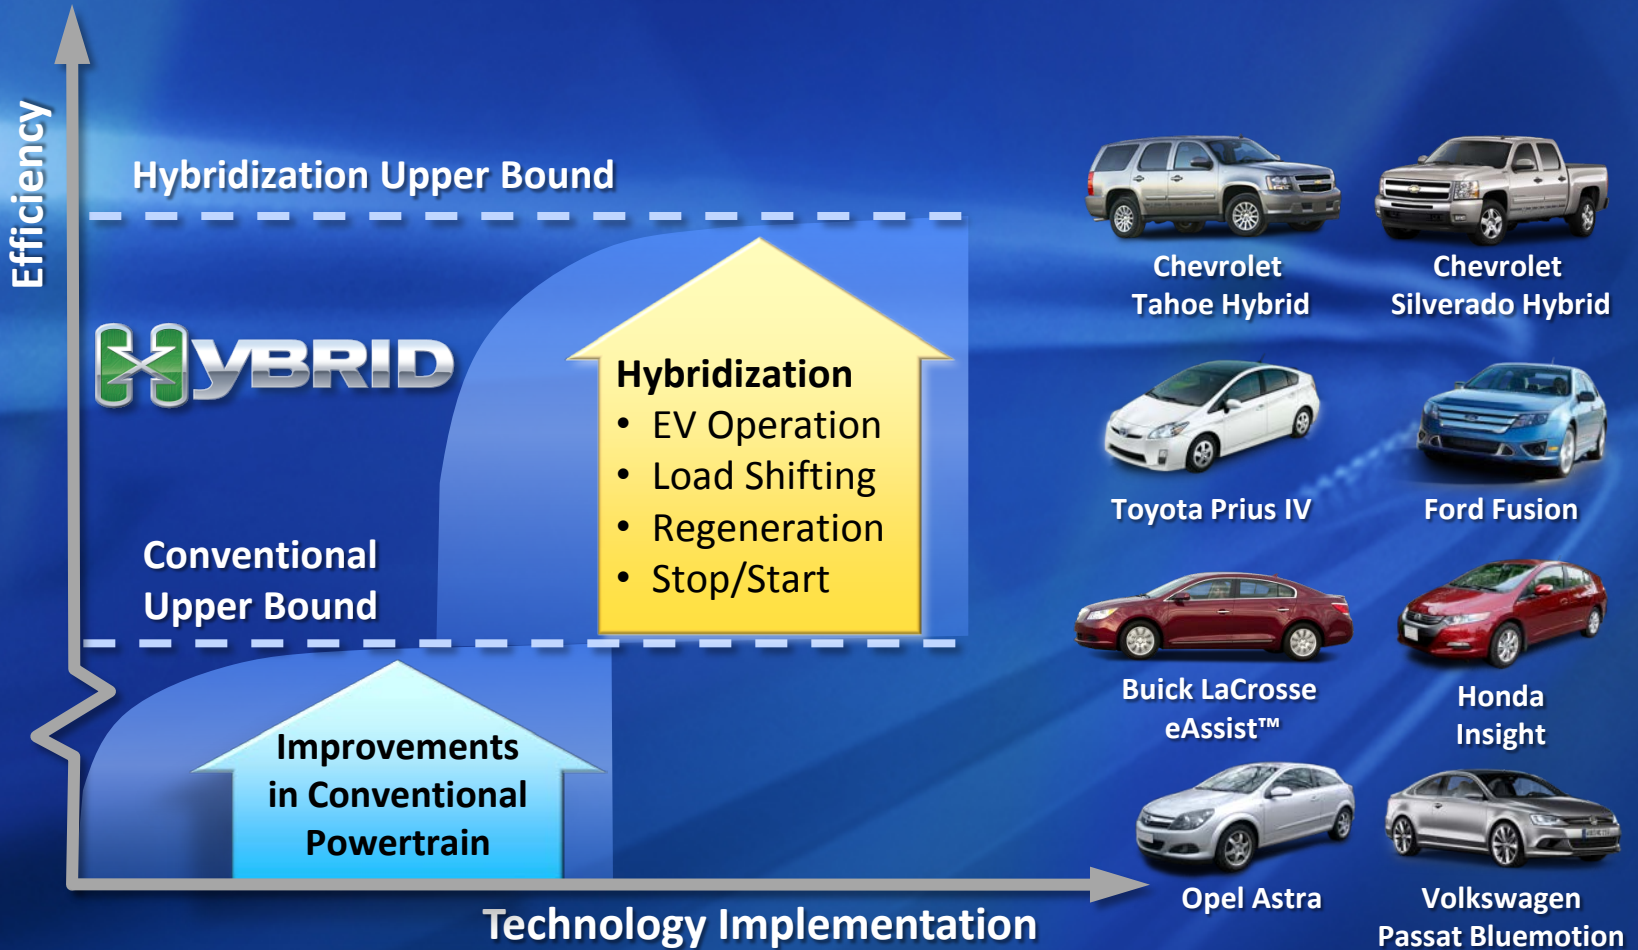 Efficiency
Hybridization Upper Bound
HYBRID
Hybridization
• EV Operation
• Load Shifting
• Regeneration
• Stop/Start
Conventional
Upper Bound
Improvements
in Conventional
Powertrain
Technology Implementation
Chevrolet
Tahoe Hybrid
Chevrolet
Silverado Hybrid
Toyota Prius IV
Ford Fusion
Buick LaCrosse
eAssist™
Honda
Insight
Opel Astra
Volkswagen
Passat Bluemotion